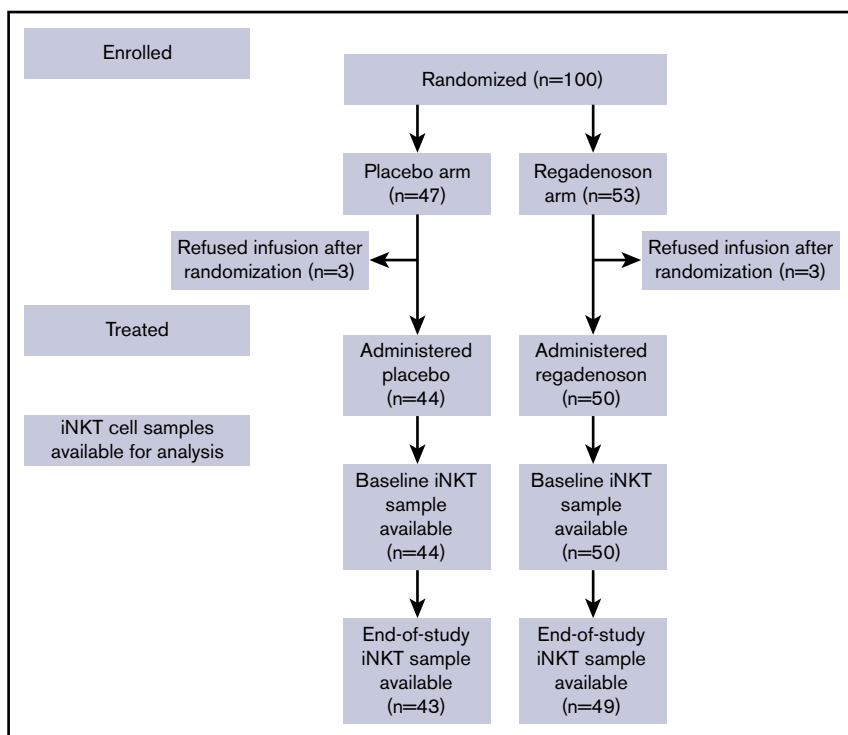 Enrolled
Randomized (n=100)
Placebo arm
(n=47)
Regadenoson
arm (n=53)
Refused infusion after
randomization (n=3)
Refused infusion after
randomization (n=3)
Treated
Administered
placebo
(n=44)
Administered
regadenoson
(n=50)
iNKT cell samples
available for analysis
Baseline iNKT
sample
available
(n=44)
Baseline iNKT
sample
available
(n=50)
End-of-study
iNKT sample
available
(n=43)
End-of-study
iNKT sample
available
(n=49)